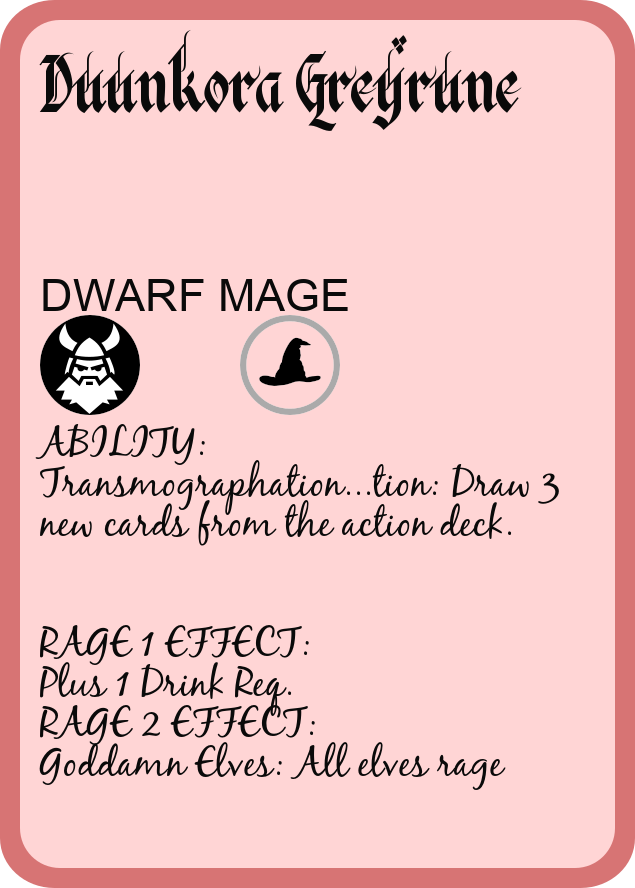 Duunkora Greÿrune
DWARF MAGE
ABILITY:
Transmographation...tion: Draw 3
new cards from the action deck.
RAGE 1 EFFECT:
Plus 1 Drink Req.
RAGE 2 EFFECT:
Goddamn Elves: All elves rage